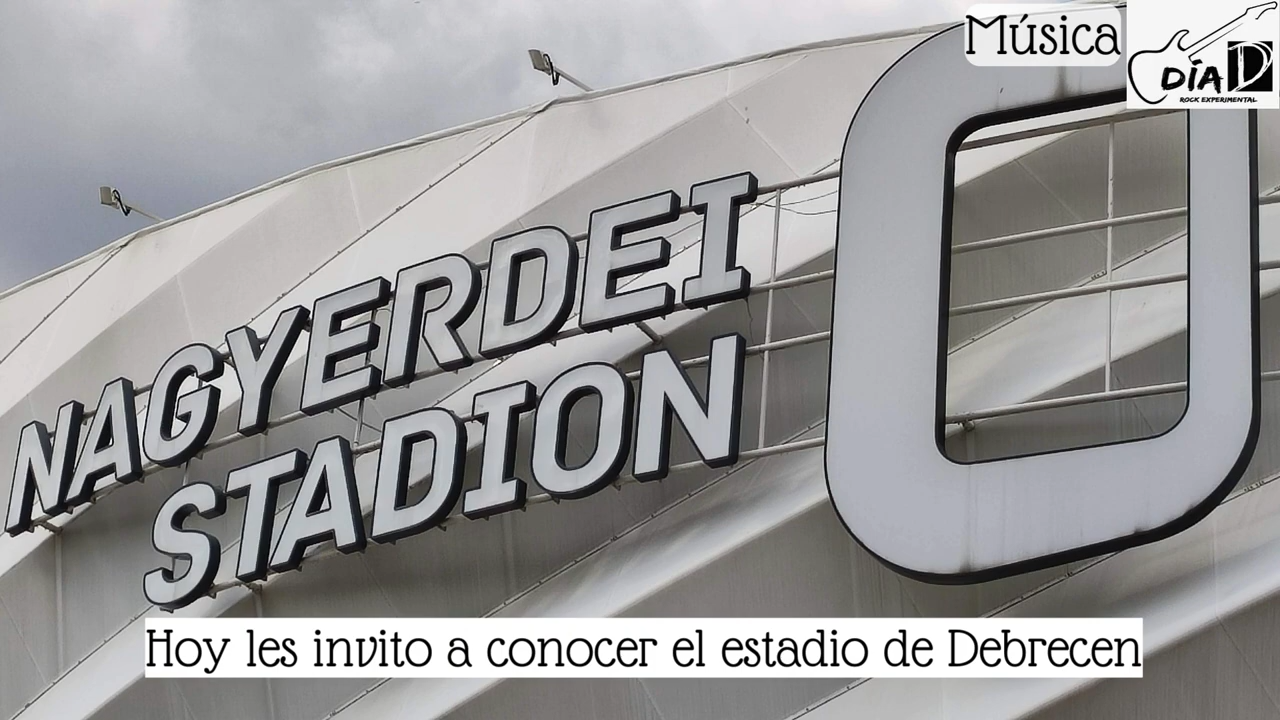 Música
DÍA D
ROCK EXPERIMENTAL
NAGYERDEI
STADION
Hoy les invito a conocer el estadio de Debrecen